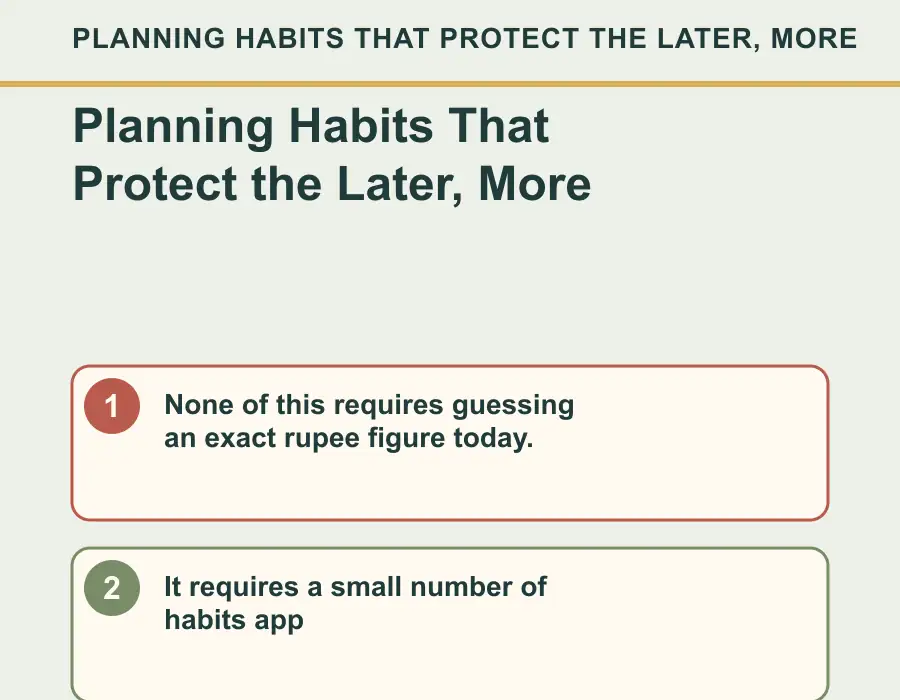 PLANNING HABITS THAT PROTECT THE LATER, MORE
Planning Habits That
Protect the Later, More
1
None of this requires guessing
an exact rupee figure today.
2
It requires a small number of
habits app